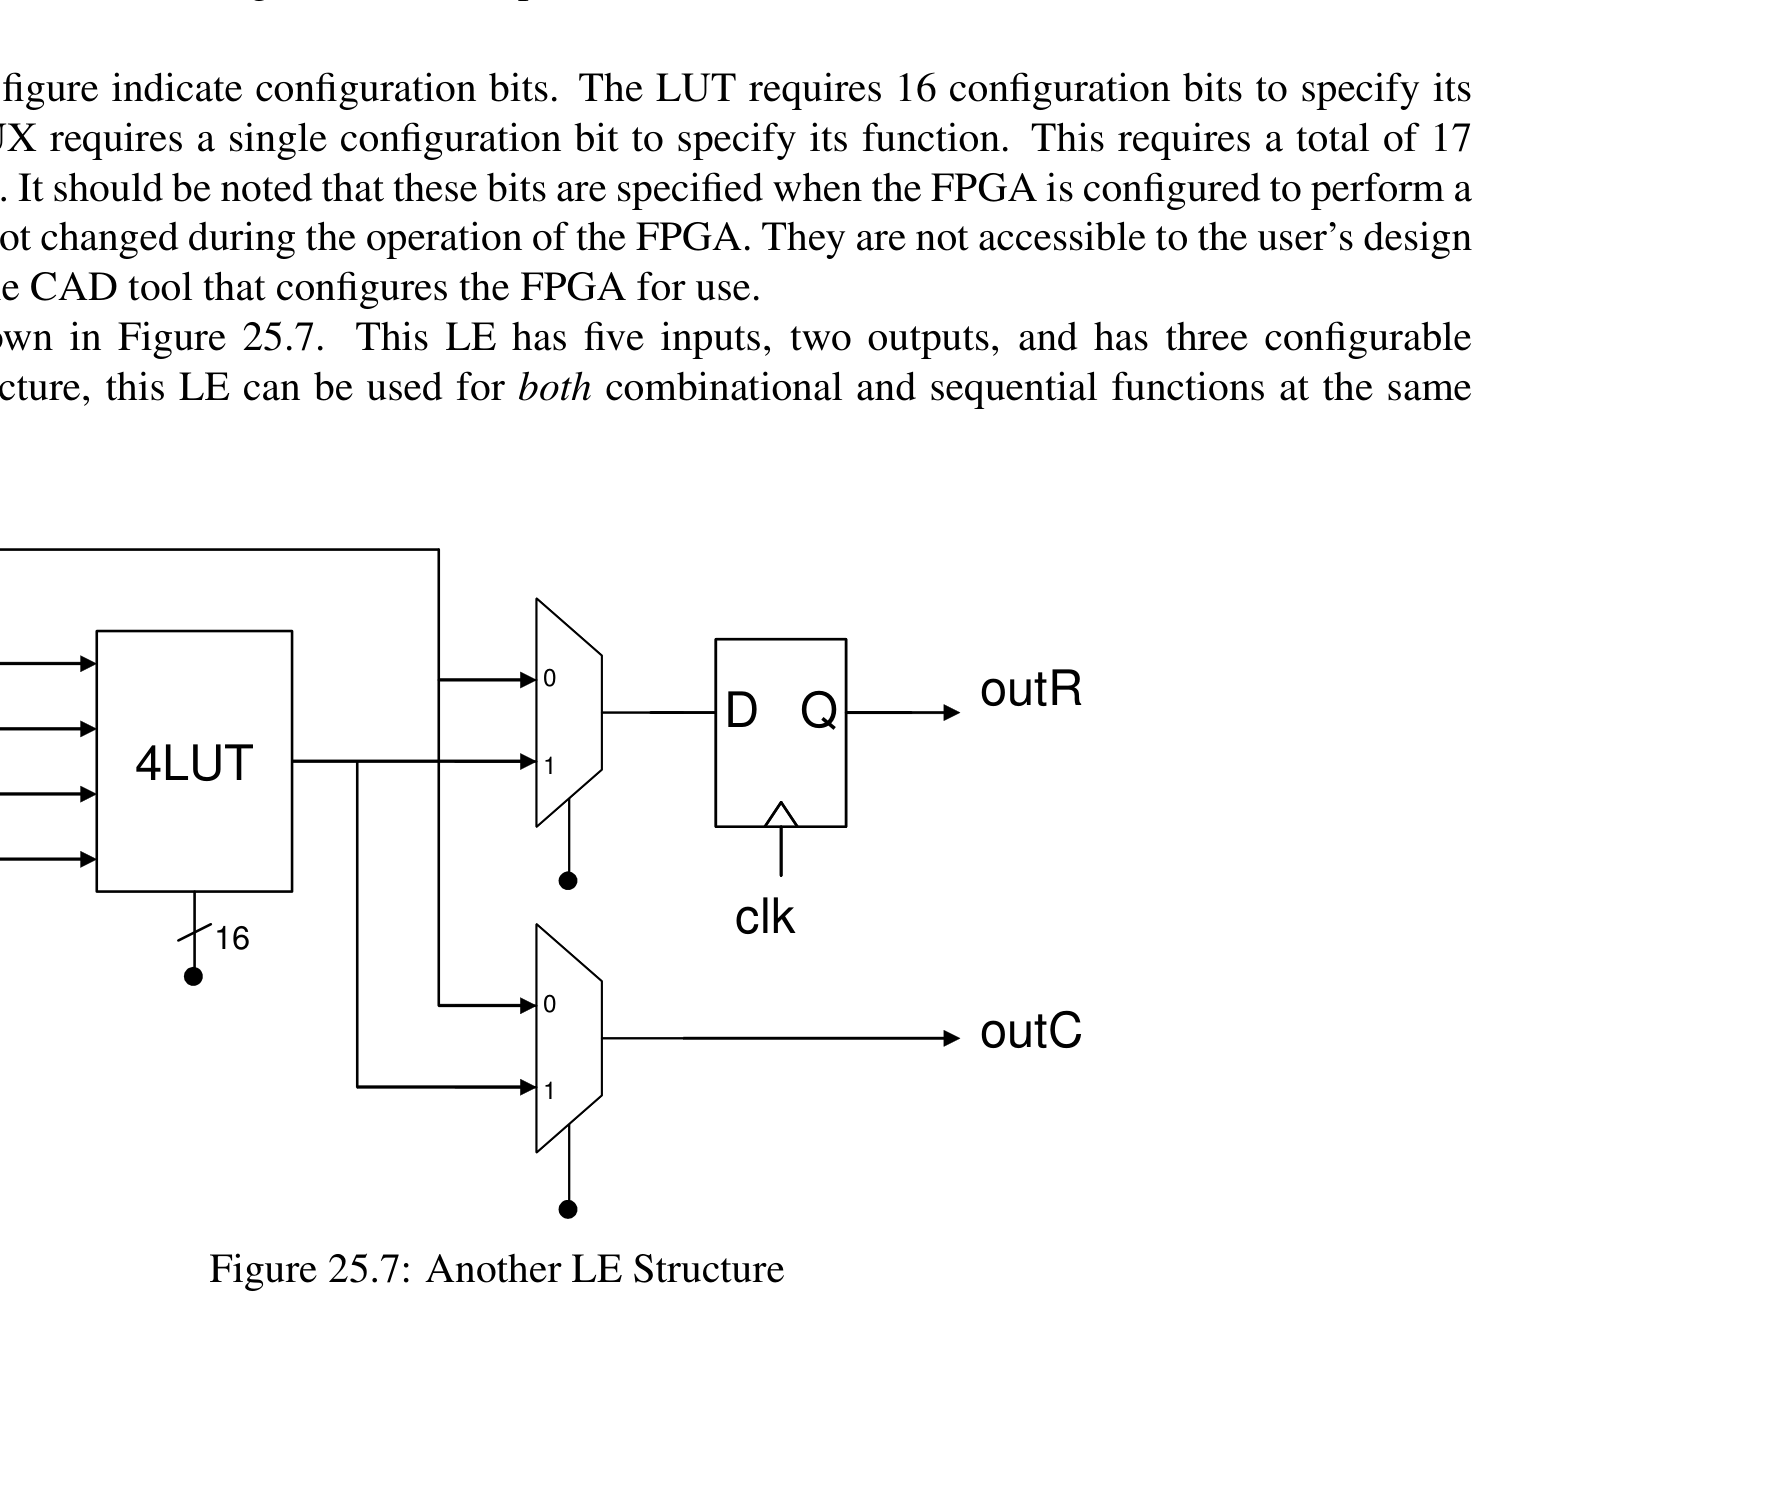 figure indicate configuration bits. The LUT requires 16 configuration bits to specify its
UX requires a single configuration bit to specify its function. This requires a total of 17
. It should be noted that these bits are specified when the FPGA is configured to perform a
ot changed during the operation of the FPGA. They are not accessible to the user's design
e CAD tool that configures the FPGA for use.
own in Figure 25.7. This LE has five inputs, two outputs, and has three configurable
cture, this LE can be used for both combinational and sequential functions at the same
0
D Q
outR
4LUT
1
clk
16
0
outC
1
Figure 25.7: Another LE Structure